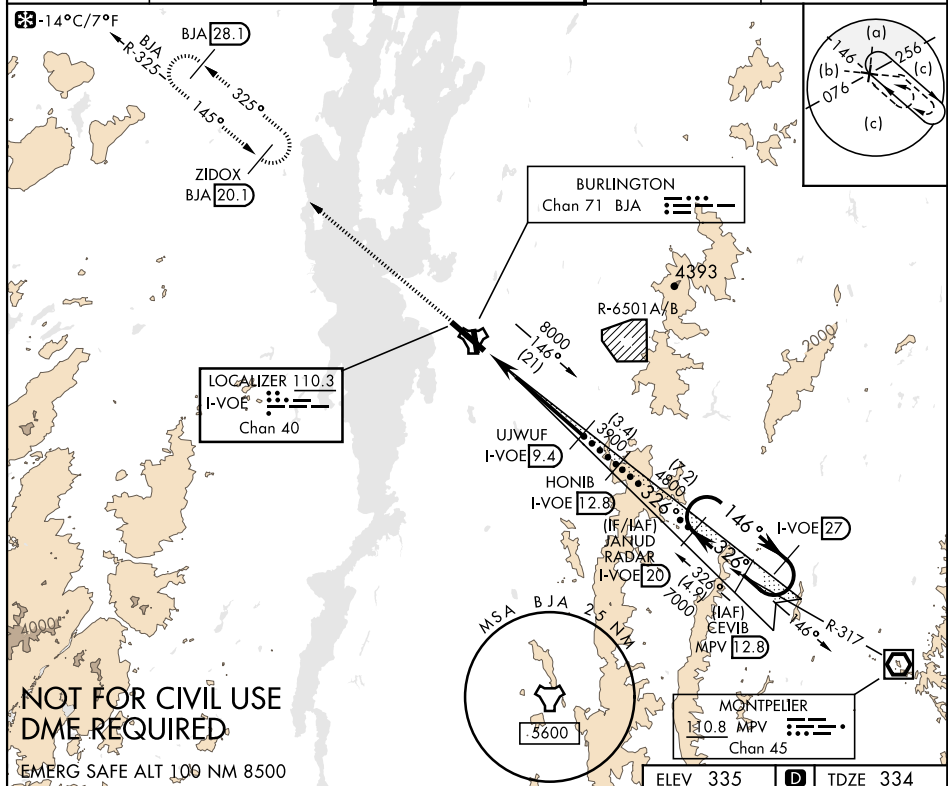 -14°C/7°F
BJA 28.1
BJA
R-325
325°
145°
ZIDOX
BJA 20.1
(a)
146
256
(b)
(c)
076
(c)
BURLINGTON
Chan 71 BJA
4393
R-6501A/B
8000
146°
(21)
2000
LOCALIZER 110.3
I-VOE
Chan 40
UJWUF
I-VOE 9.4
(3.4)
3900
HONIB
I-VOE 12.8
(7.2)
4800
326°
146°
I-VOE 27
(IF/IAF)
JANUD
RADAR
I-VOE 20
326°
326°
(4.9)
7000
(IAF)
CEVIB
MPV 12.8
146°
R-317
MSA BJA 25 NM
5600
4000
NOT FOR CIVIL USE
DME REQUIRED
MONTPELIER
110.8 MPV
Chan 45
EMERG SAFE ALT 100 NM 8500
ELEV 335
D
TDZE 334